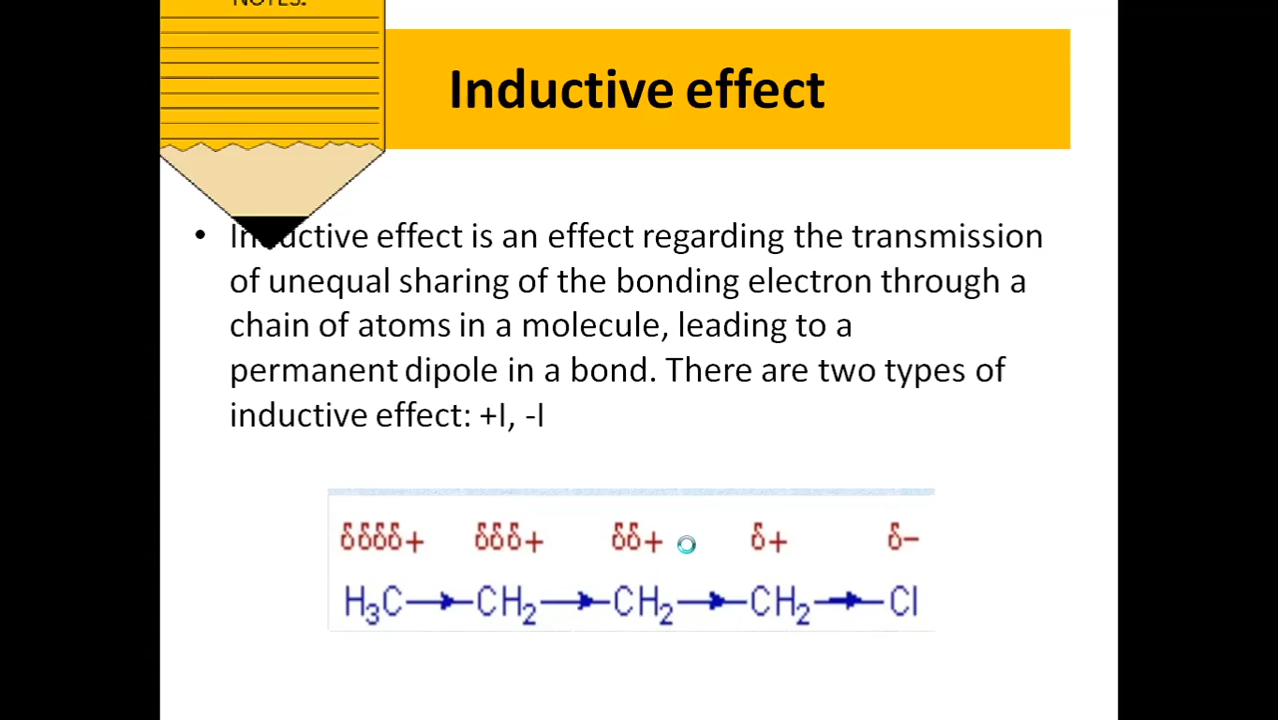 NOTES:
Inductive effect
• Inductive effect is an effect regarding the transmission
of unequal sharing of the bonding electron through a
chain of atoms in a molecule, leading to a
permanent dipole in a bond. There are two types of
inductive effect: +I, -I
δδδδ+ δδδ+ δδ+ δ+ δ−
H₃C→CH₂→CH₂→CH₂→Cl